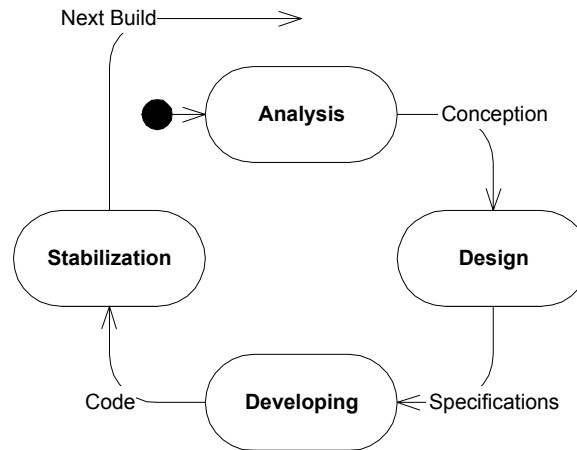 Next Build
Analysis
Conception
Stabilization
Design
Code
Developing
Specifications